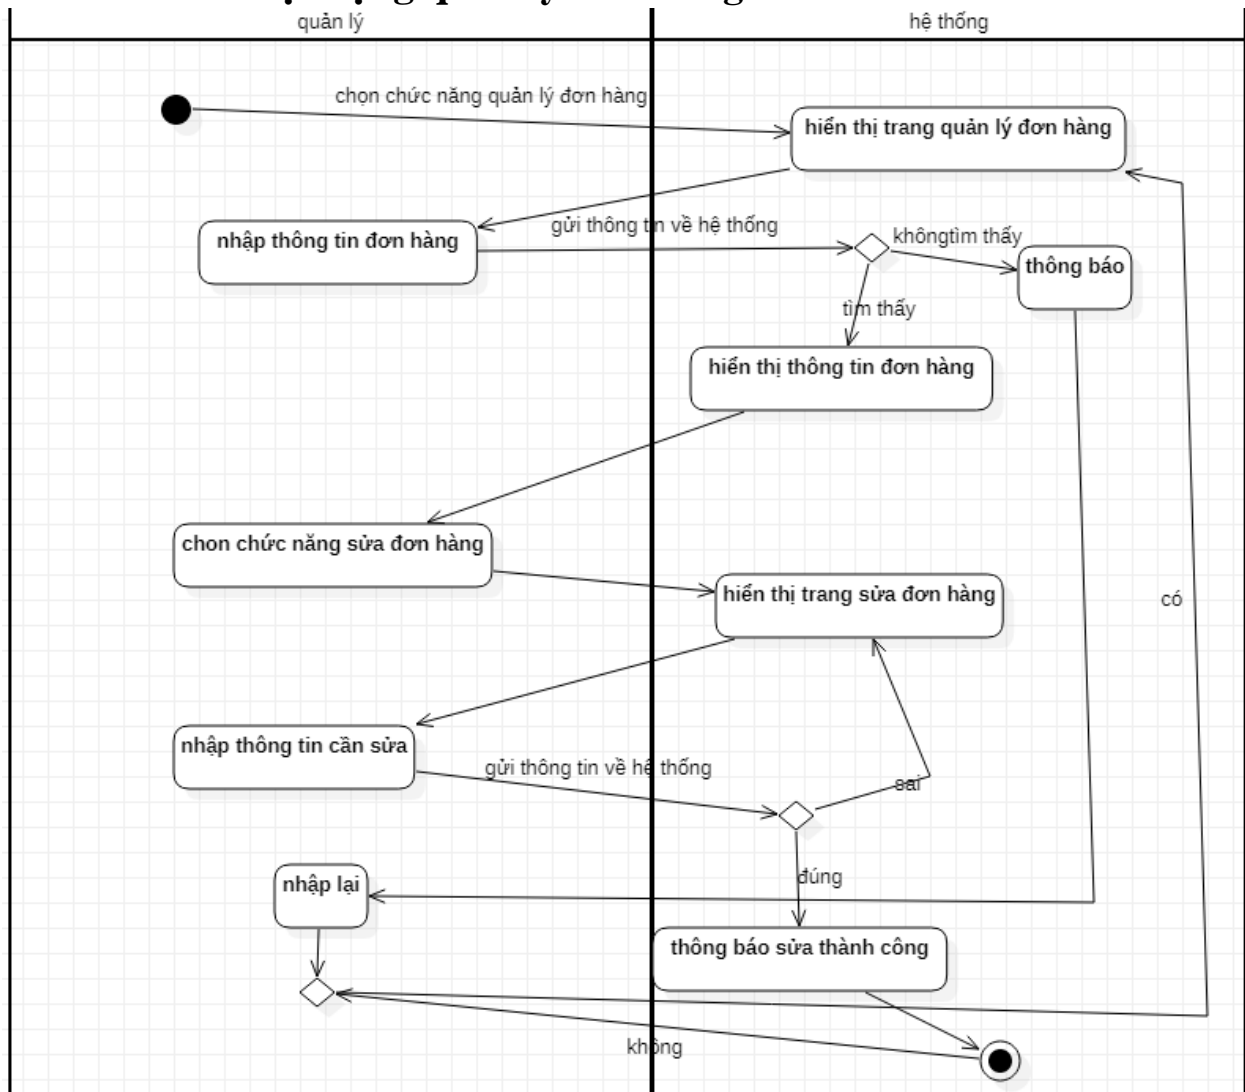 quản lý
hệ thống
chọn chức năng quản lý đơn hàng
hiển thị trang quản lý đơn hàng
gửi thông tin về hệ thống
nhập thông tin đơn hàng
khôngtìm thấy
thông báo
tìm thấy
hiển thị thông tin đơn hàng
chon chức năng sửa đơn hàng
hiển thị trang sửa đơn hàng
có
nhập thông tin cần sửa
gửi thông tin về hệ thống
sai
đúng
nhập lại
thông báo sửa thành công
không